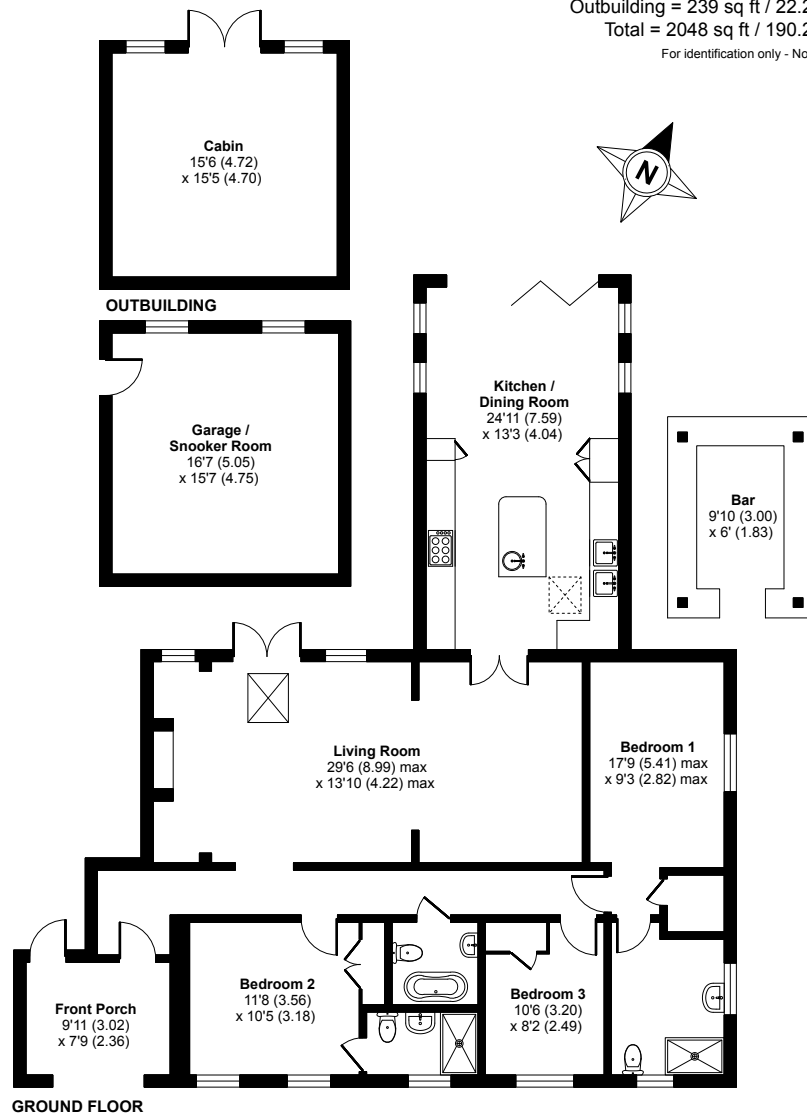 Outbuilding = 239 sq ft / 22.2
Total = 2048 sq ft / 190.2
For identification only - No
Cabin
15'6 (4.72)
x 15'5 (4.70)
N
OUTBUILDING
Garage /
Snooker Room
16'7 (5.05)
x 15'7 (4.75)
Kitchen /
Dining Room
24'11 (7.59)
x 13'3 (4.04)
Bar
9'10 (3.00)
x 6' (1.83)
Living Room
29'6 (8.99) max
x 13'10 (4.22) max
Bedroom 1
17'9 (5.41) max
x 9'3 (2.82) max
Bedroom 2
11'8 (3.56)
x 10'5 (3.18)
Bedroom 3
10'6 (3.20)
x 8'2 (2.49)
Front Porch
9'11 (3.02)
x 7'9 (2.36)
GROUND FLOOR